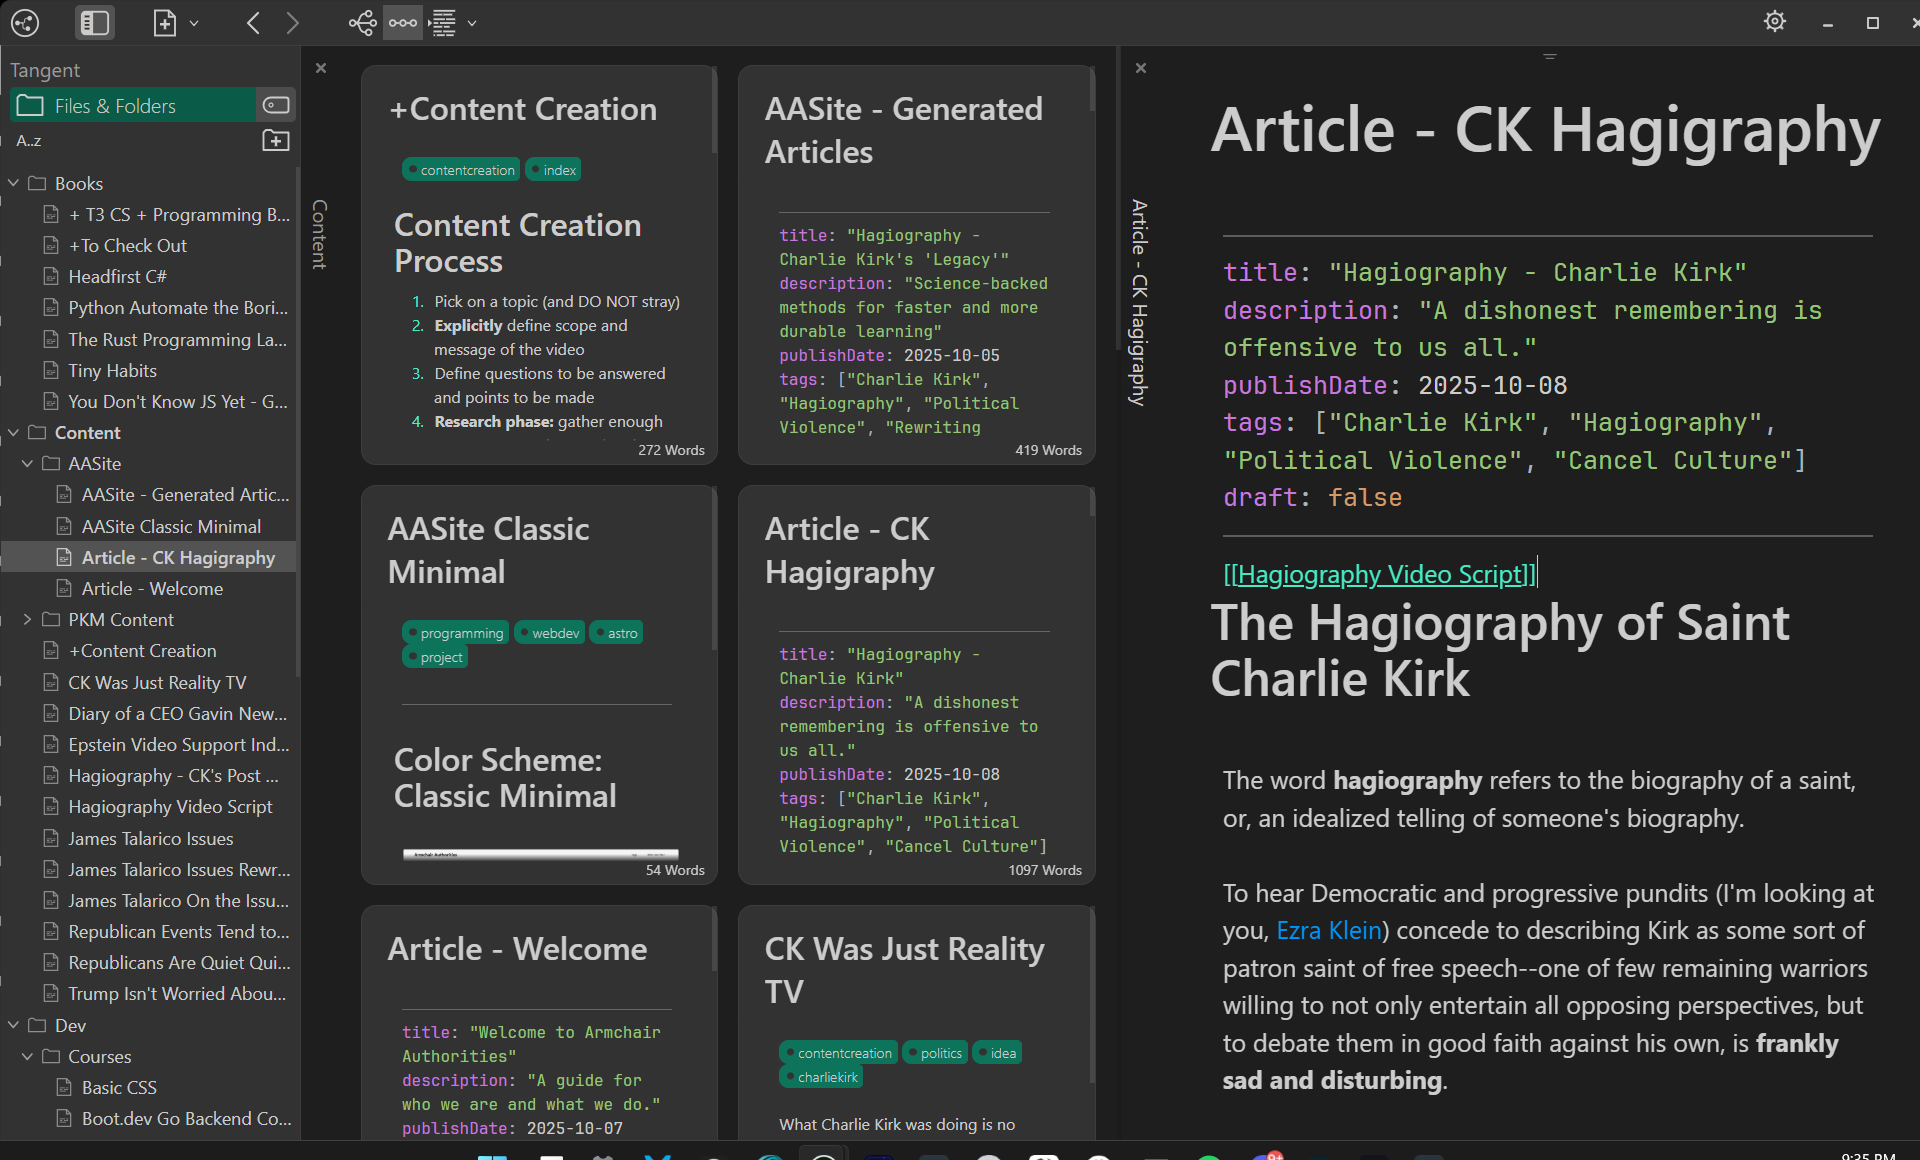 Tangent
Files & Folders
A..z
Books
+ T3 CS + Programming B...
+To Check Out
Headfirst C#
Python Automate the Bori...
The Rust Programming La...
Tiny Habits
You Don't Know JS Yet - G...
Content
AASite
AASite - Generated Artic...
AASite Classic Minimal
Article - CK Hagigraphy
Article - Welcome
PKM Content
+Content Creation
CK Was Just Reality TV
Diary of a CEO Gavin New...
Epstein Video Support Ind...
Hagiography - CK's Post ...
Hagiography Video Script
James Talarico Issues
James Talarico Issues Rewr...
James Talarico On the Issu...
Republican Events Tend to...
Republicans Are Quiet Qui...
Trump Isn't Worried Abou...
Dev
Courses
Basic CSS
Boot.dev Go Backend Co...
Content
+Content Creation
contentcreation index
Content Creation
Process
1. Pick on a topic (and DO NOT stray)
2. Explicitly define scope and
message of the video
3. Define questions to be answered
and points to be made
4. Research phase: gather enough
272 Words
AASite - Generated
Articles
title: "Hagiography -
Charlie Kirk's 'Legacy'"
description: "Science-backed
methods for faster and more
durable learning"
publishDate: 2025-10-05
tags: ["Charlie Kirk",
"Hagiography", "Political
Violence", "Rewriting
419 Words
AASite Classic
Minimal
programming webdev astro
project
Color Scheme:
Classic Minimal
Armchair Authorities
54 Words
Article - CK
Hagigraphy
title: "Hagiography -
Charlie Kirk"
description: "A dishonest
remembering is offensive to
us all."
publishDate: 2025-10-08
tags: ["Charlie Kirk",
"Hagiography", "Political
Violence", "Cancel Culture"]
1097 Words
Article - Welcome
title: "Welcome to Armchair
Authorities"
description: "A guide for
who we are and what we do."
publishDate: 2025-10-07
CK Was Just Reality
TV
contentcreation politics idea
charliekirk
What Charlie Kirk was doing is no
Article - CK Hagigraphy
Article - CK Hagigraphy
title: "Hagiography - Charlie Kirk"
description: "A dishonest remembering is
offensive to us all."
publishDate: 2025-10-08
tags: ["Charlie Kirk", "Hagiography",
"Political Violence", "Cancel Culture"]
draft: false
[[Hagiography Video Script]]
The Hagiography of Saint
Charlie Kirk
The word hagiography refers to the biography of a saint,
or, an idealized telling of someone's biography.
To hear Democratic and progressive pundits (I'm looking at
you, Ezra Klein) concede to describing Kirk as some sort of
patron saint of free speech--one of few remaining warriors
willing to not only entertain all opposing perspectives, but
to debate them in good faith against his own, is frankly
sad and disturbing.
9:35 PM